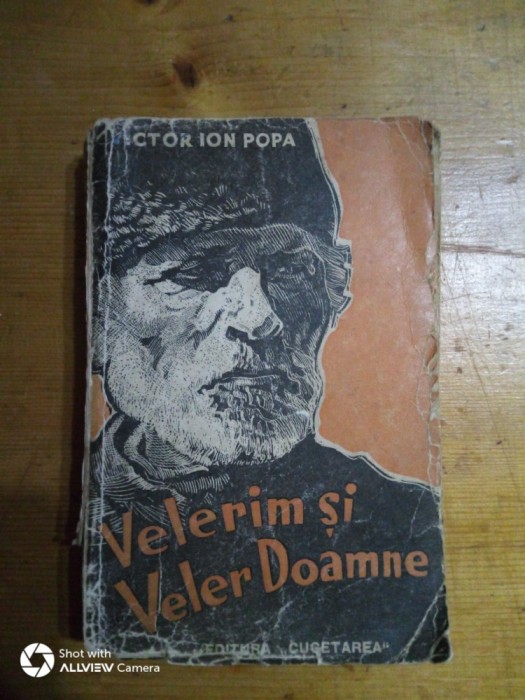 CTOR ION POPA
Velerim și
Veler Doamne
EDITURA „CUGETAREA"
Shot with
ALLVIEW Camera